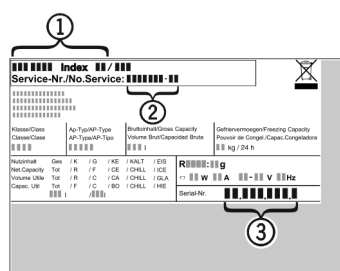 1
Index /
Service-Nr./No.Service: -
2
Klasse/Class Ap-Typ/AP-Type Bruttoinhalt/Gross Capacity Gefriervermoegen/Freezing Capacity
Classe/Clase AP-Type/AP-Tipo Volume Brut/Capacided Brute Pouvoir de Congel./Capac.Congeladora
l kg / 24 h
Nutzinhalt Ges / K / G / KE / KALT / EIS R : g
Net.Capacity Tot / R / F / CE / CHILL / ICE
Volume Utile Tot / R / C / CA / CHILL / GLA W A - V Hz
Capac. Util Tot / F / C / BO / CHILL / HIE
l / l Serial-Nr. . . .
3